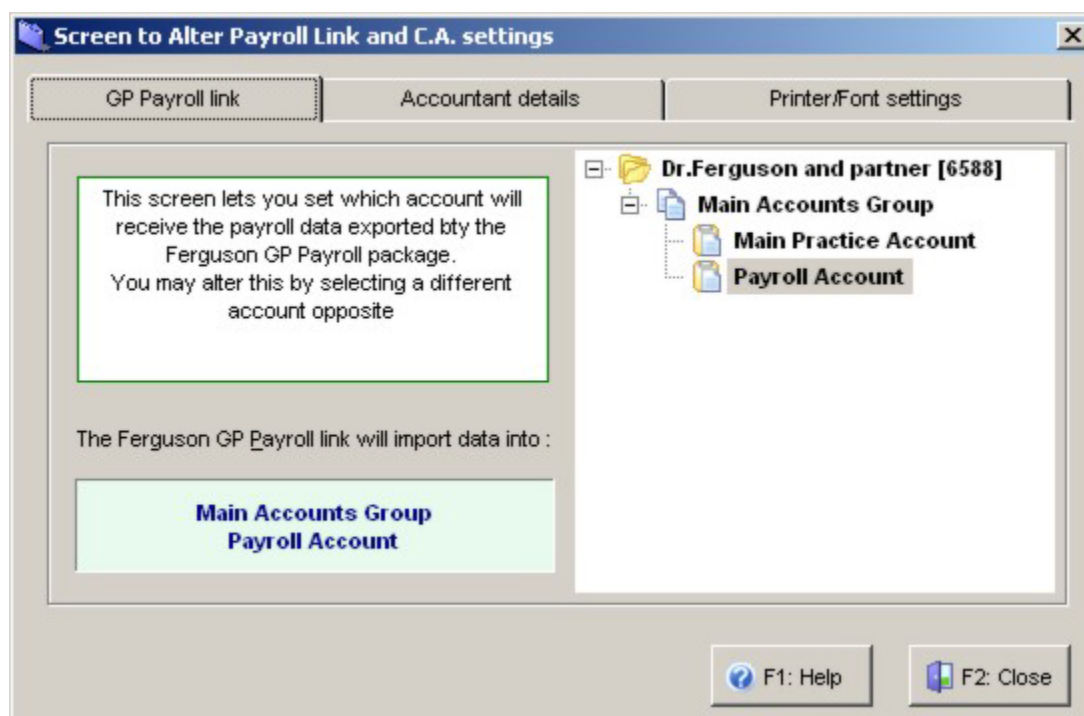 Screen to Alter Payroll Link and C.A. settings
GP Payroll link
Accountant details
Printer/Font settings
This screen lets you set which account will
receive the payroll data exported bty the
Ferguson GP Payroll package.
You may alter this by selecting a different
account opposite
The Ferguson GP Payroll link will import data into :
Main Accounts Group
Payroll Account
Dr.Ferguson and partner [6588]
Main Accounts Group
Main Practice Account
Payroll Account
F1: Help
F2: Close